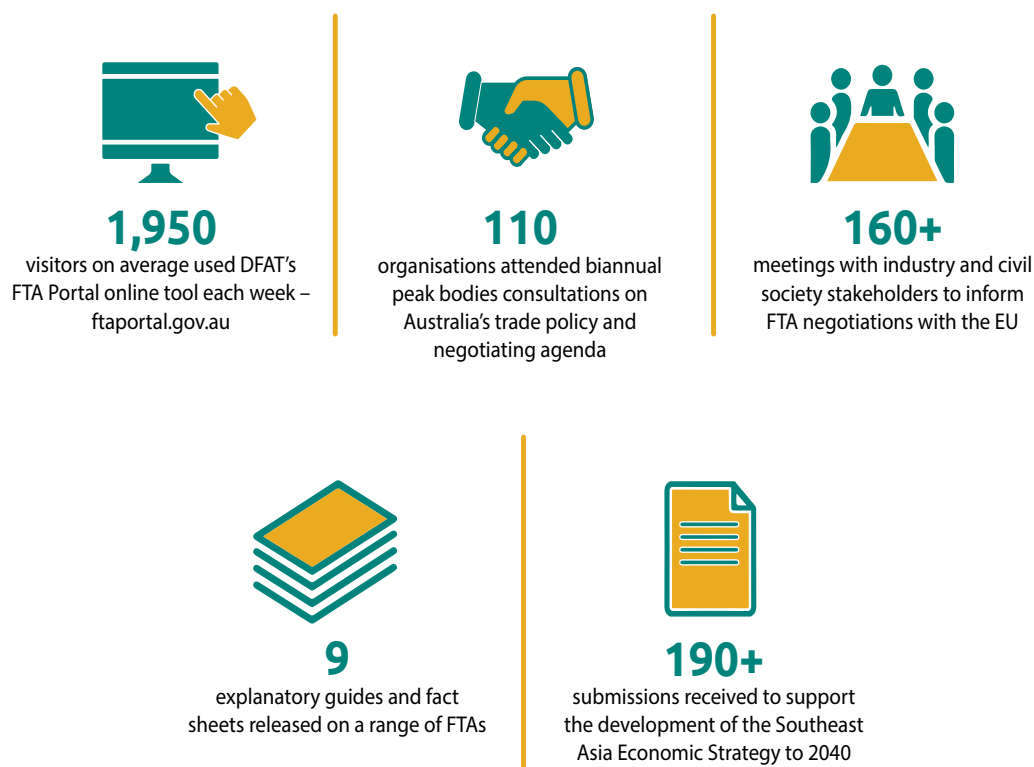 1,950
visitors on average used DFAT's
FTA Portal online tool each week –
ftaportal.gov.au
110
organisations attended biannual
peak bodies consultations on
Australia's trade policy and
negotiating agenda
160+
meetings with industry and civil
society stakeholders to inform
FTA negotiations with the EU
9
explanatory guides and fact
sheets released on a range of FTAs
190+
submissions received to support
the development of the Southeast
Asia Economic Strategy to 2040